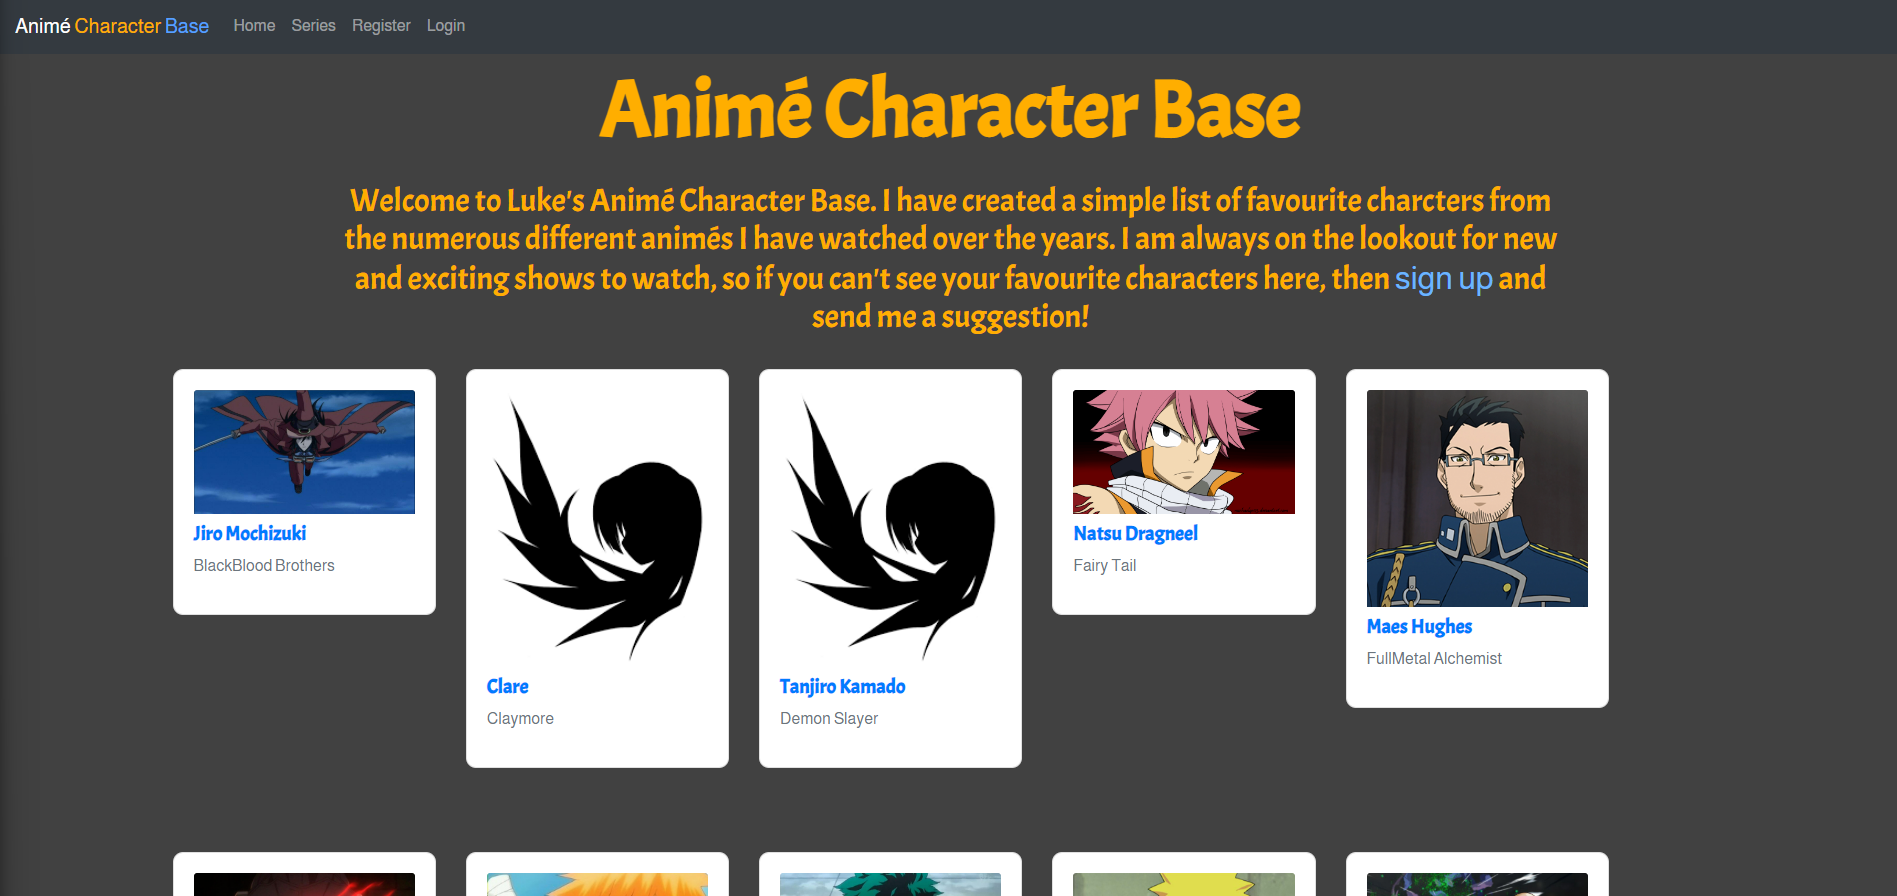 Animé Character Base Home Series Register Login
Animé Character Base
Welcome to Luke's Animé Character Base. I have created a simple list of favourite charcters from
the numerous different animés I have watched over the years. I am always on the lookout for new
and exciting shows to watch, so if you can't see your favourite characters here, then sign up and
send me a suggestion!
Jiro Mochizuki
BlackBlood Brothers
Clare
Claymore
Tanjiro Kamado
Demon Slayer
Natsu Dragneel
Fairy Tail
Maes Hughes
FullMetal Alchemist